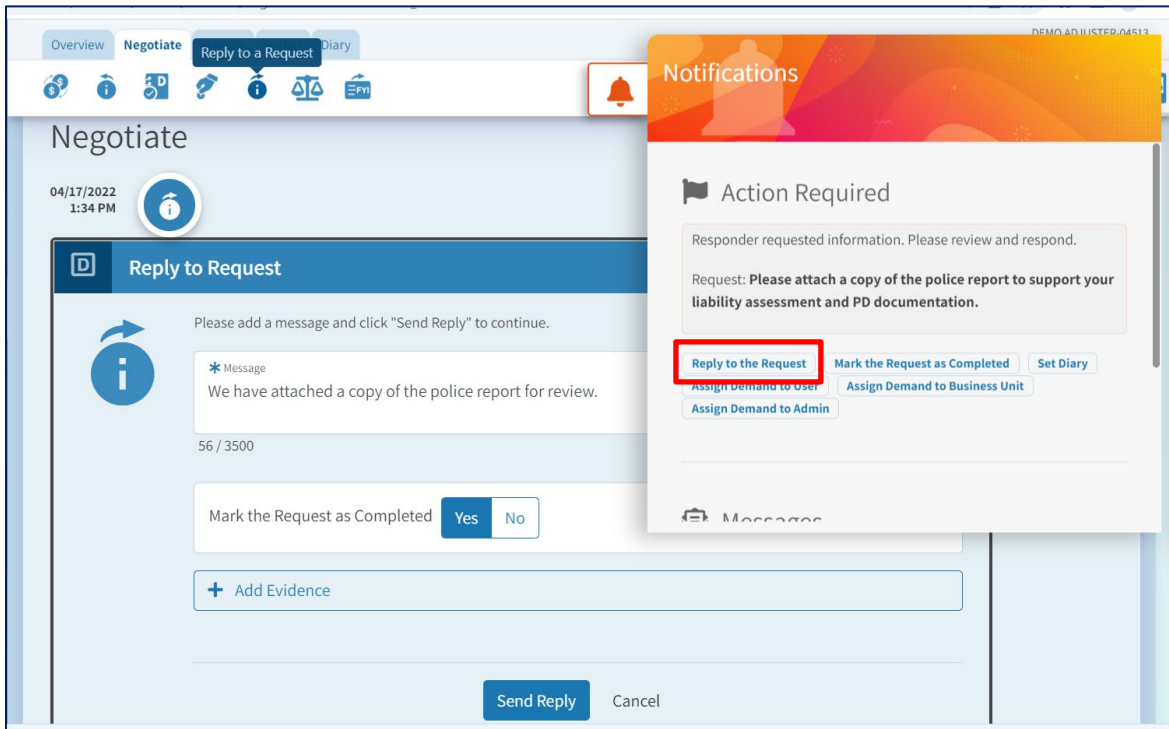 DEMO ADJUSTER-04513
Overview
Negotiate
Diary
Reply to a Request
FYI
Negotiate
04/17/2022
1:34 PM
D
Reply to Request
Please add a message and click "Send Reply" to continue.
* Message
We have attached a copy of the police report for review.
56 / 3500
Mark the Request as Completed
Yes
No
+ Add Evidence
Send Reply
Cancel
Notifications
Action Required
Responder requested information. Please review and respond.
Request: Please attach a copy of the police report to support your
liability assessment and PD documentation.
Reply to the Request
Mark the Request as Completed
Set Diary
Assign Demand to User
Assign Demand to Business Unit
Assign Demand to Admin
Messages